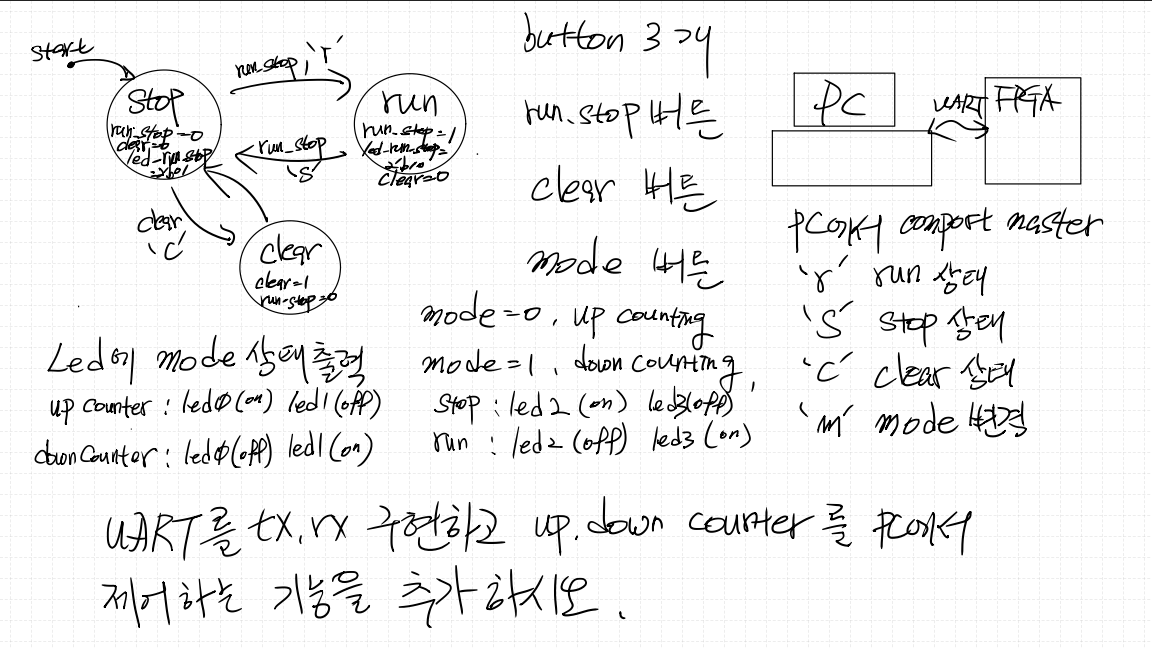 start
run_stop, 'r'
stop
run_stop=0
clear=0
led_run_stop
=2'b01
run
run_stop=1
led_run_stop=
2'b10
clear=0
run_stop
'S'
clear
'C'
clear
clear=1
run_stop=0
button 3개
run_stop 버튼
clear 버튼
mode 버튼
mode=0, up counting
mode=1, down counting,
PC
UART
FPGA
PC에서 comport master
'r' run 상태
'S' stop 상태
'C' clear 상태
'm' mode 변경
Led에 mode 상태출력
up counter : ledØ(on) led1(off)
down counter : ledØ(off) led1(on)
stop : led2(on) led3(off)
run : led2(off) led3(on)
UART를 tx, rx 구현하고 up.down counter를 PC에서
제어하는 기능을 추가하시오.